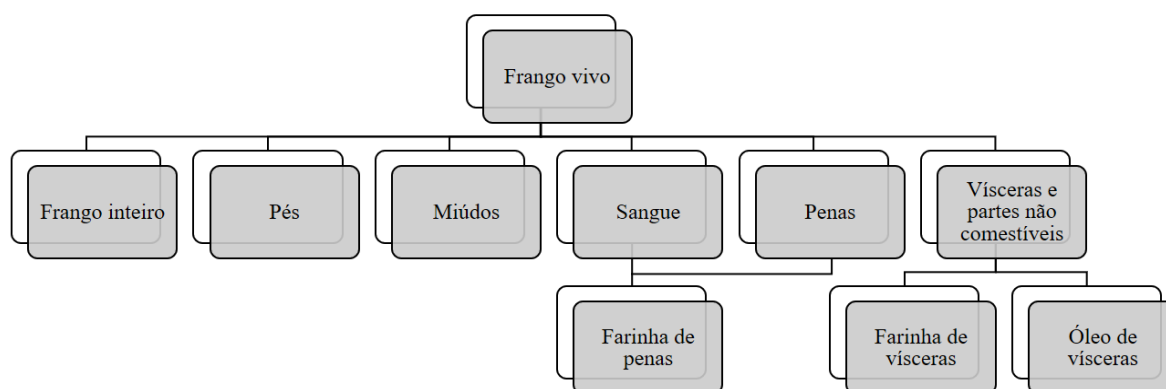 Frango vivo
Frango inteiro
Pés
Miúdos
Sangue
Penas
Vísceras e
partes não
comestíveis
Farinha de
penas
Farinha de
vísceras
Óleo de
vísceras